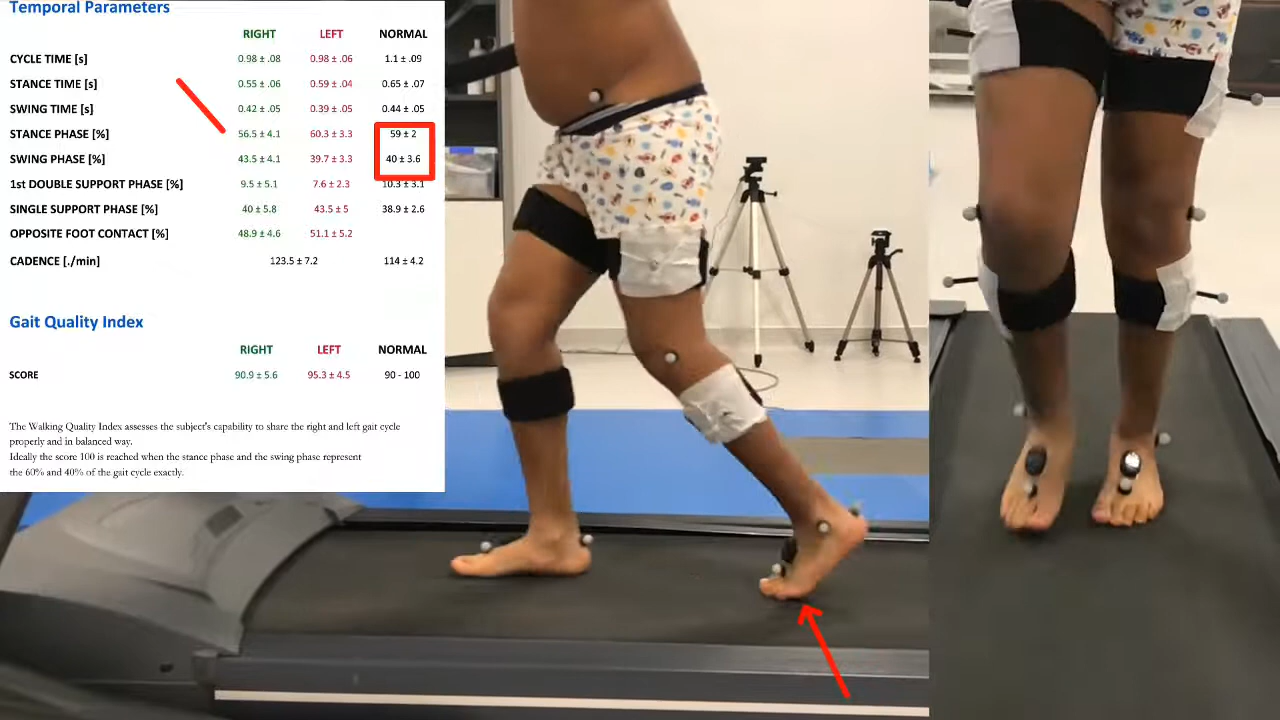 Temporal Parameters
RIGHT LEFT NORMAL
CYCLE TIME [s] 0.98 ± .08 0.98 ± .06 1.1 ± .09
STANCE TIME [s] 0.55 ± .06 0.59 ± .04 0.65 ± .07
SWING TIME [s] 0.42 ± .05 0.39 ± .05 0.44 ± .05
STANCE PHASE [%] 56.5 ± 4.1 60.3 ± 3.3 59 ± 2
SWING PHASE [%] 43.5 ± 4.1 39.7 ± 3.3 40 ± 3.6
1st DOUBLE SUPPORT PHASE [%] 9.5 ± 5.1 7.6 ± 2.3 10.3 ± 3.1
SINGLE SUPPORT PHASE [%] 40 ± 5.8 43.5 ± 5 38.9 ± 2.6
OPPOSITE FOOT CONTACT [%] 48.9 ± 4.6 51.1 ± 5.2
CADENCE [./min] 123.5 ± 7.2 114 ± 4.2
Gait Quality Index
RIGHT LEFT NORMAL
SCORE 90.9 ± 5.6 95.3 ± 4.5 90 - 100
The Walking Quality Index assesses the subject's capability to share the right and left gait cycle
properly and in balanced way.
Ideally the score 100 is reached when the stance phase and the swing phase represent
the 60% and 40% of the gait cycle exactly.